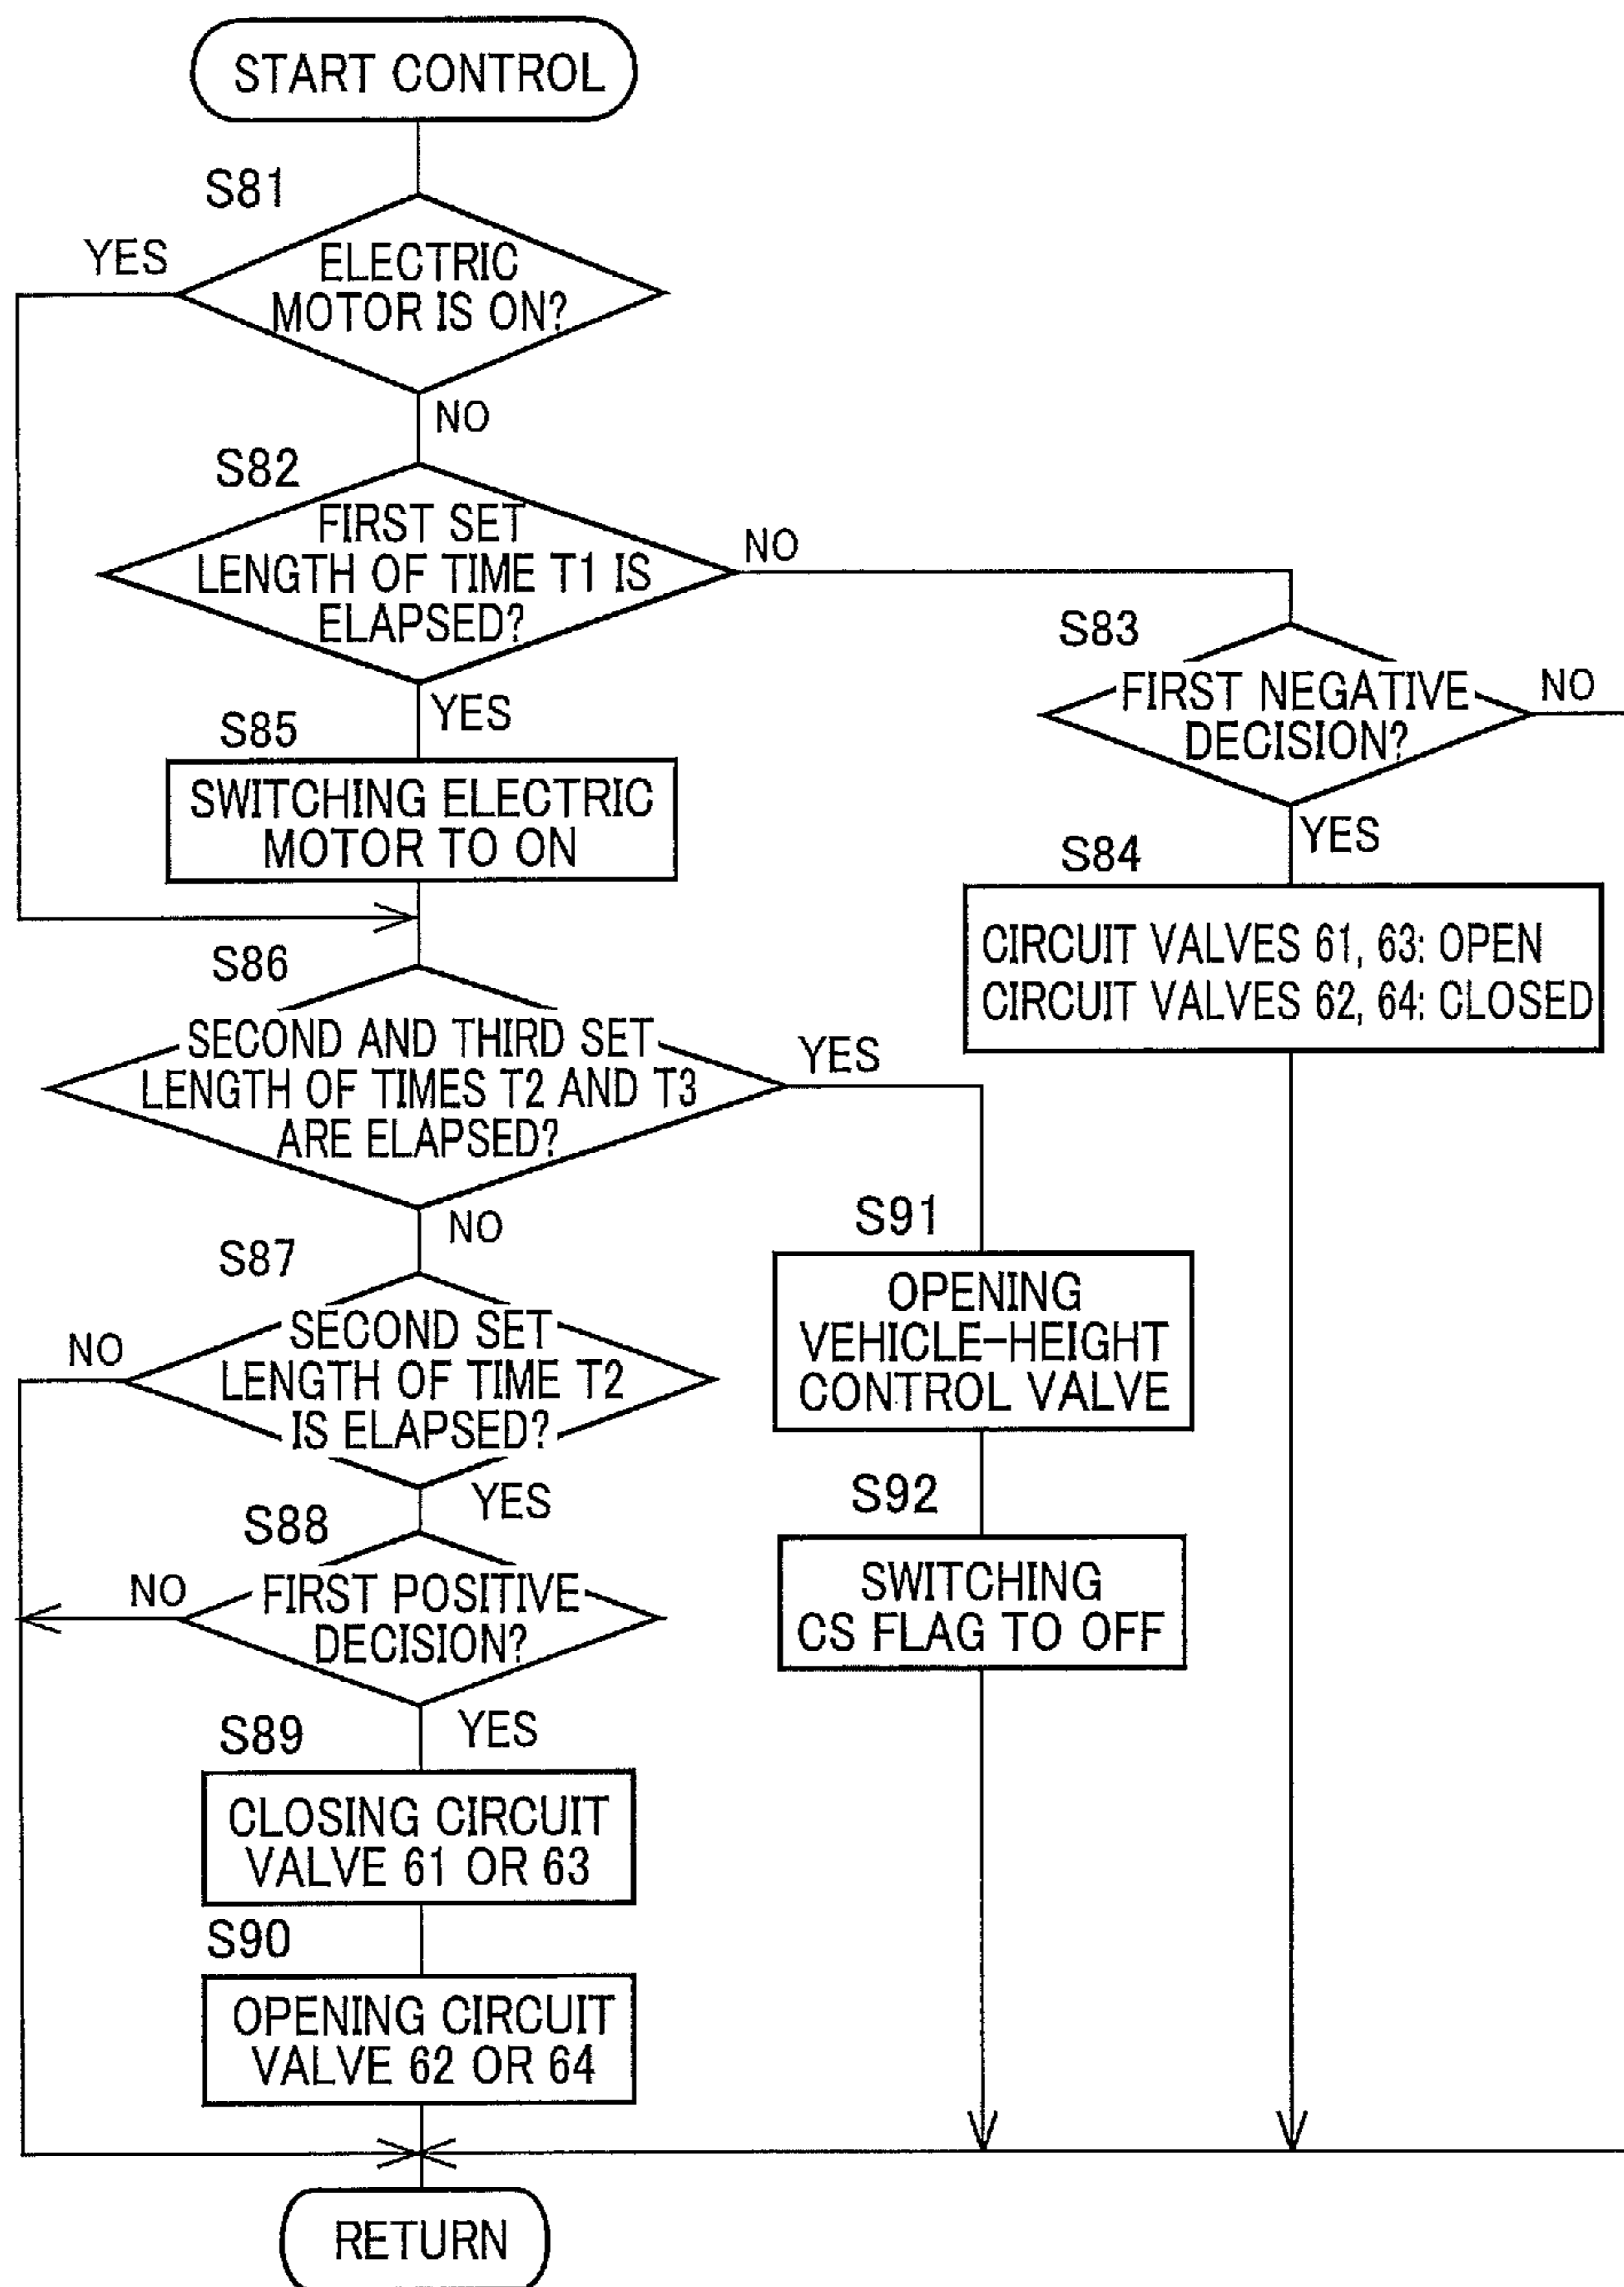 START CONTROL
S81
YES
ELECTRIC
MOTOR IS ON?
NO
S82
FIRST SET
LENGTH OF TIME T1 IS
ELAPSED?
NO
YES
S83
FIRST NEGATIVE
DECISION?
NO
YES
S84
CIRCUIT VALVES 61, 63: OPEN
CIRCUIT VALVES 62, 64: CLOSED
S85
SWITCHING ELECTRIC
MOTOR TO ON
S86
SECOND AND THIRD SET
LENGTH OF TIMES T2 AND T3
ARE ELAPSED?
YES
NO
S87
SECOND SET
LENGTH OF TIME T2
IS ELAPSED?
NO
YES
S88
FIRST POSITIVE
DECISION?
NO
YES
S89
CLOSING CIRCUIT
VALVE 61 OR 63
S90
OPENING CIRCUIT
VALVE 62 OR 64
S91
OPENING
VEHICLE-HEIGHT
CONTROL VALVE
S92
SWITCHING
CS FLAG TO OFF
RETURN